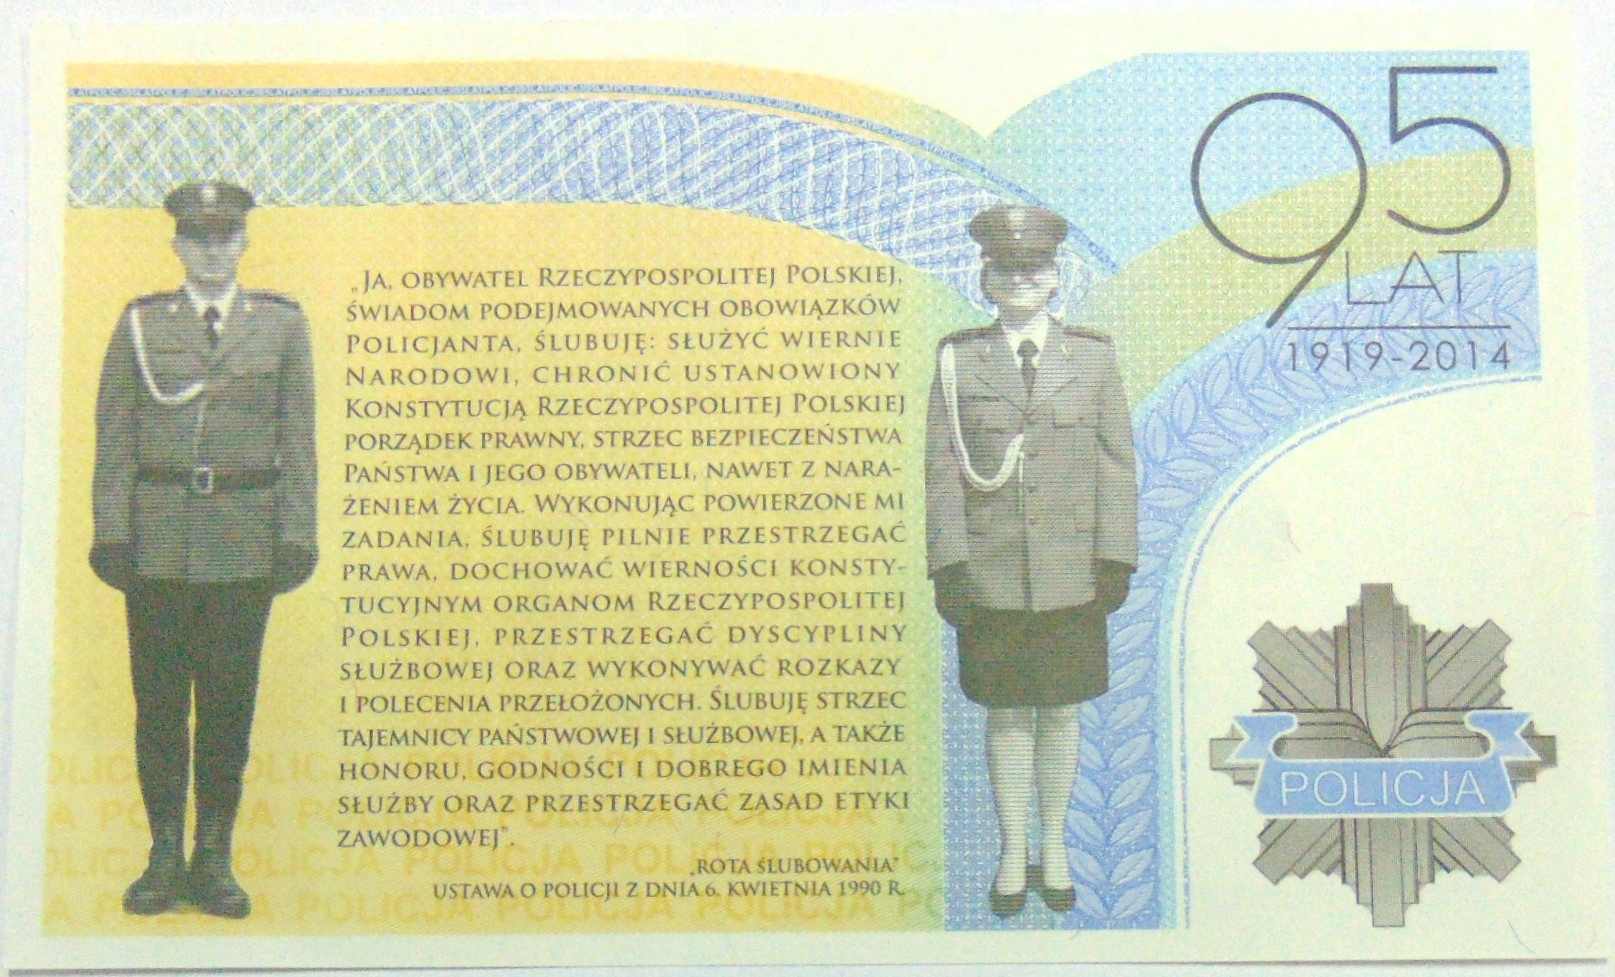 95
LAT
1919-2014
„JA, OBYWATEL RZECZYPOSPOLITEJ POLSKIEJ,
ŚWIADOM PODEJMOWANYCH OBOWIĄZKÓW
POLICJANTA, ŚLUBUJĘ: SŁUŻYĆ WIERNIE
NARODOWI, CHRONIĆ USTANOWIONY
KONSTYTUCJĄ RZECZYPOSPOLITEJ POLSKIEJ
PORZĄDEK PRAWNY, STRZEC BEZPIECZEŃSTWA
PAŃSTWA I JEGO OBYWATELI, NAWET Z NARA-
ŻENIEM ŻYCIA. WYKONUJĄC POWIERZONE MI
ZADANIA, ŚLUBUJĘ PILNIE PRZESTRZEGAĆ
PRAWA, DOCHOWAĆ WIERNOŚCI KONSTY-
TUCYJNYM ORGANOM RZECZYPOSPOLITEJ
POLSKIEJ, PRZESTRZEGAĆ DYSCYPLINY
SŁUŻBOWEJ ORAZ WYKONYWAĆ ROZKAZY
I POLECENIA PRZEŁOŻONYCH. ŚLUBUJĘ STRZEC
TAJEMNICY PAŃSTWOWEJ I SŁUŻBOWEJ, A TAKŻE
HONORU, GODNOŚCI I DOBREGO IMIENIA
SŁUŻBY ORAZ PRZESTRZEGAĆ ZASAD ETYKI
ZAWODOWEJ”.
„ROTA ŚLUBOWANIA”
USTAWA O POLICJI Z DNIA 6. KWIETNIA 1990 R.
POLICJA